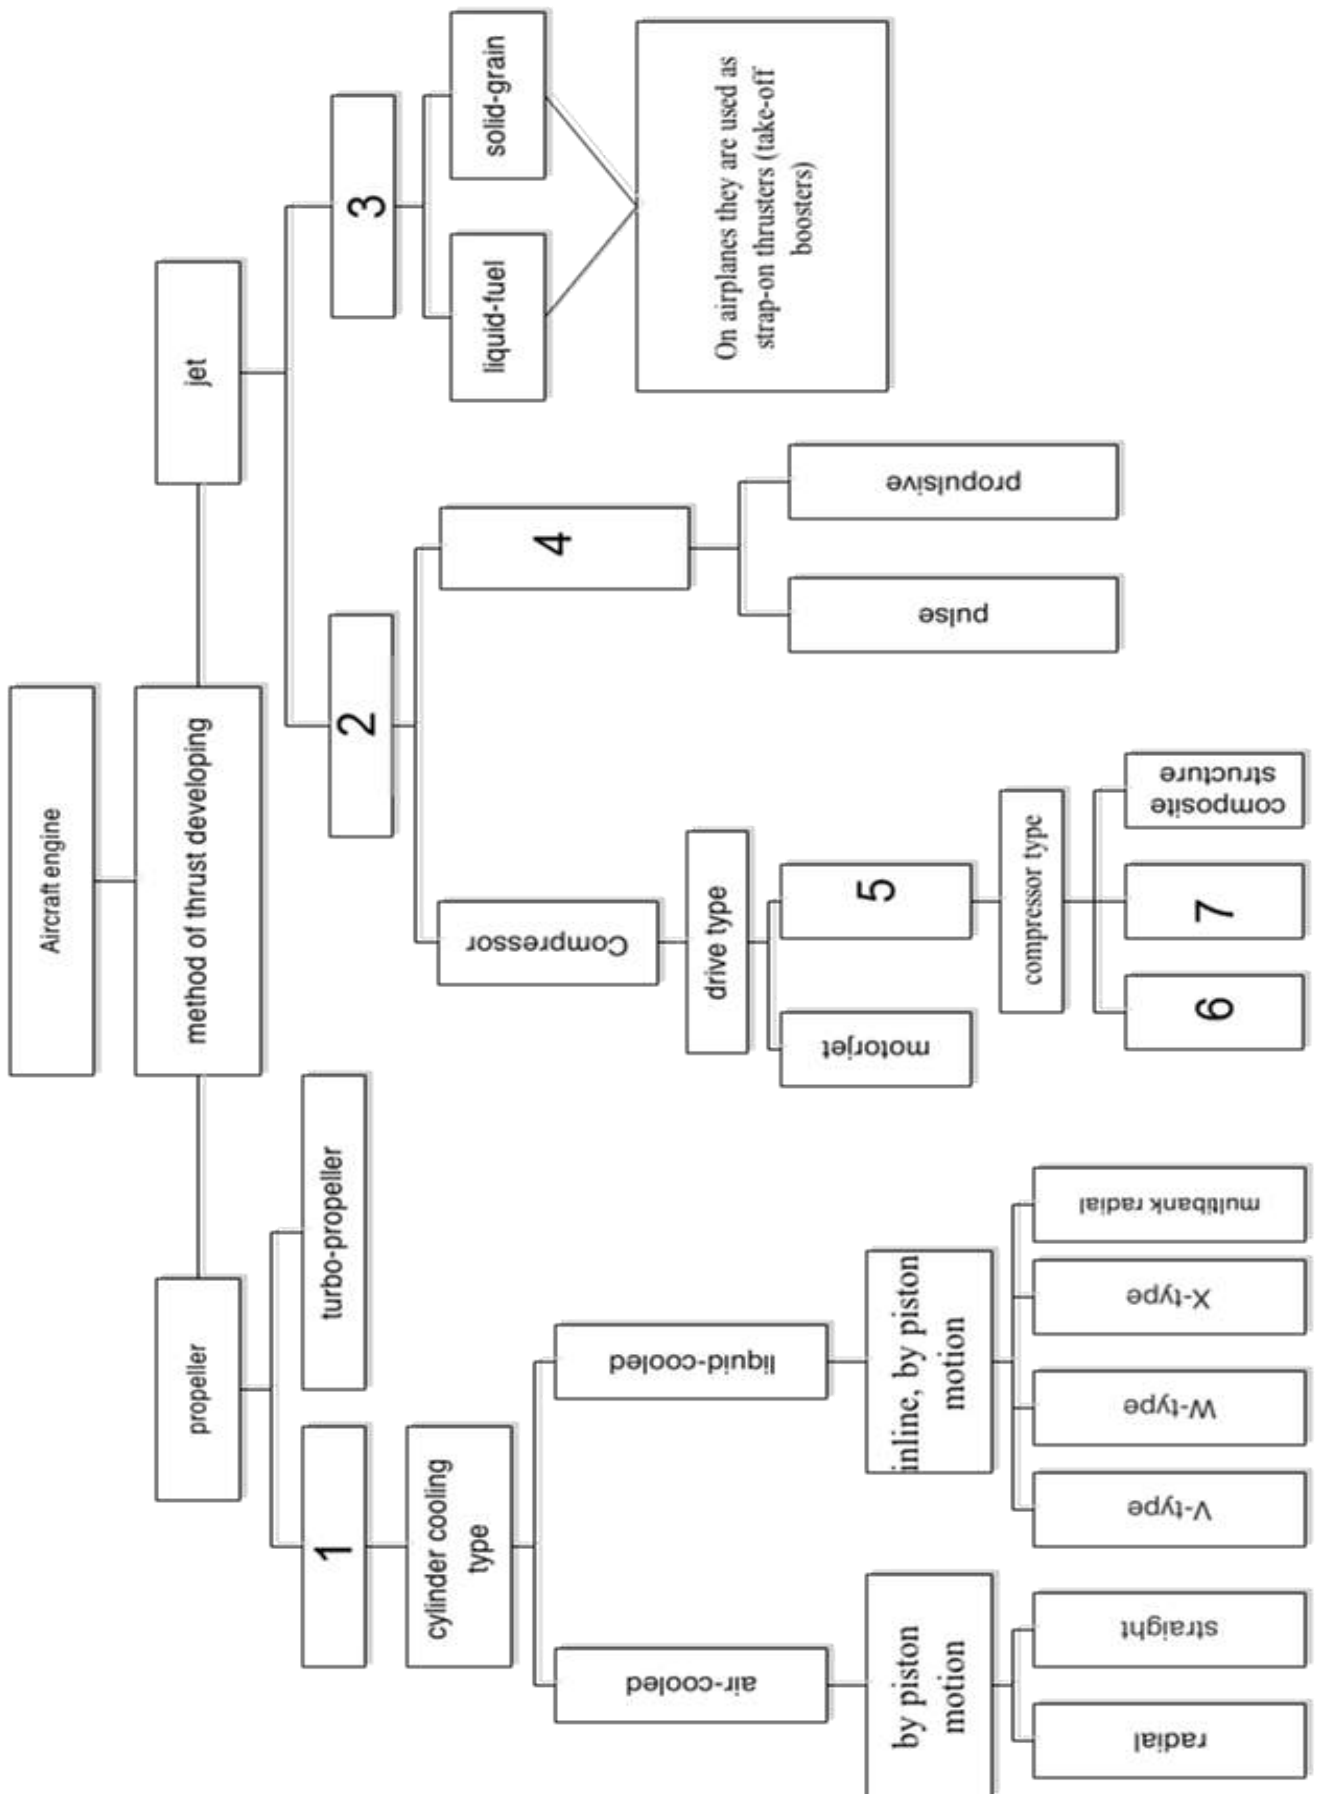 Aircraft engine
method of thrust developing
propeller
jet
1
turbo-propeller
2
3
cylinder cooling
type
Compressor
4
liquid-fuel
solid-grain
air-cooled
liquid-cooled
drive type
pulse
propulsive
On airplanes they are used as
strap-on thrusters (take-off
boosters)
by piston
motion
inline, by piston
motion
motorjet
5
compressor type
radial
straight
V-type
W-type
X-type
multibank radial
6
7
composite
structure